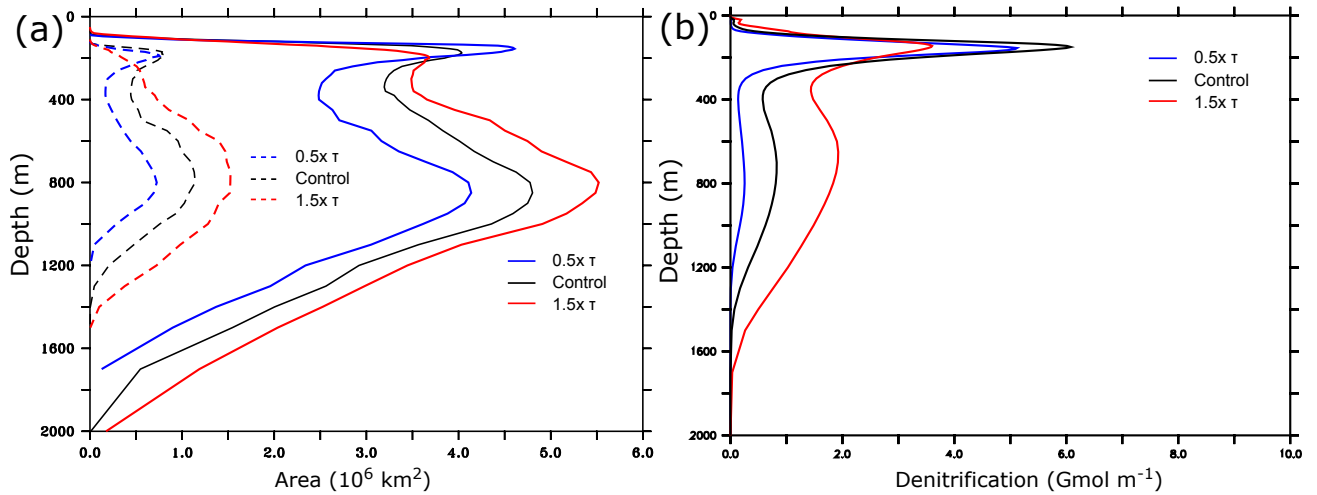 (a)
0
400
800
1200
1600
2000
Depth (m)
0.5x τ
Control
1.5x τ
0.5x τ
Control
1.5x τ
0.0 1.0 2.0 3.0 4.0 5.0 6.0
Area (10⁶ km²)
(b)
0
400
800
1200
1600
2000
Depth (m)
0.5x τ
Control
1.5x τ
0.0 1.0 2.0 4.0 6.0 8.0 10.0
Denitrification (Gmol m⁻¹)